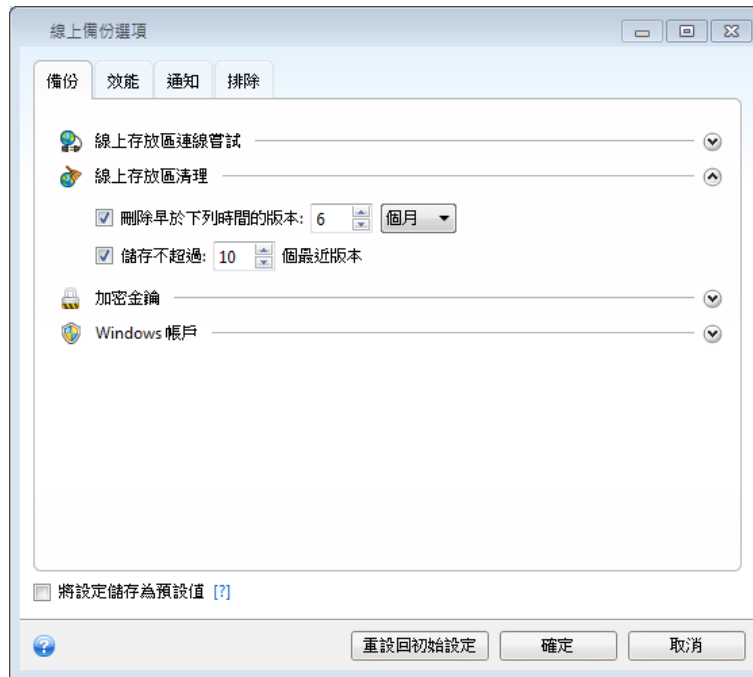 線上備份選項
備份 效能 通知 排除
線上存放區連線嘗試
線上存放區清理
刪除早於下列時間的版本: 6 個月
儲存不超過: 10 個最近版本
加密金鑰
Windows 帳戶
將設定儲存為預設值 [?]
重設回初始設定 確定 取消